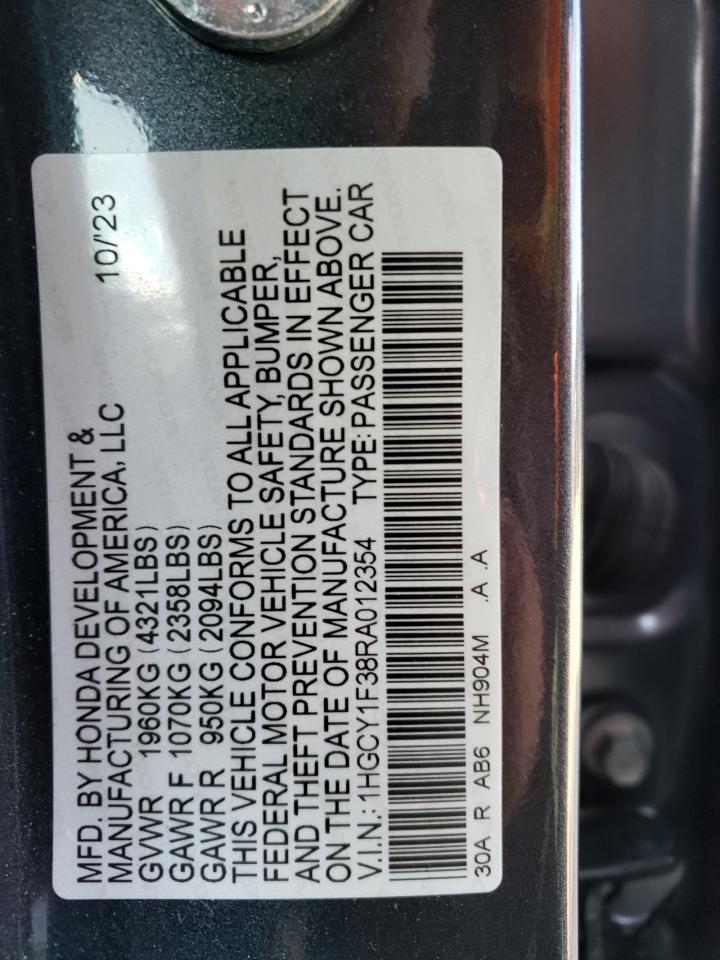 MFD. BY HONDA DEVELOPMENT &
MANUFACTURING OF AMERICA, LLC 10/'23
GVWR 1960KG (4321LBS)
GAWR F 1070KG (2358LBS)
GAWR R 950KG (2094LBS)
THIS VEHICLE CONFORMS TO ALL APPLICABLE
FEDERAL MOTOR VEHICLE SAFETY, BUMPER,
AND THEFT PREVENTION STANDARDS IN EFFECT
ON THE DATE OF MANUFACTURE SHOWN ABOVE.
V.I.N.: 1HGCY1F38RA012354 TYPE: PASSENGER CAR
30A R AB6 NH904M .A .A